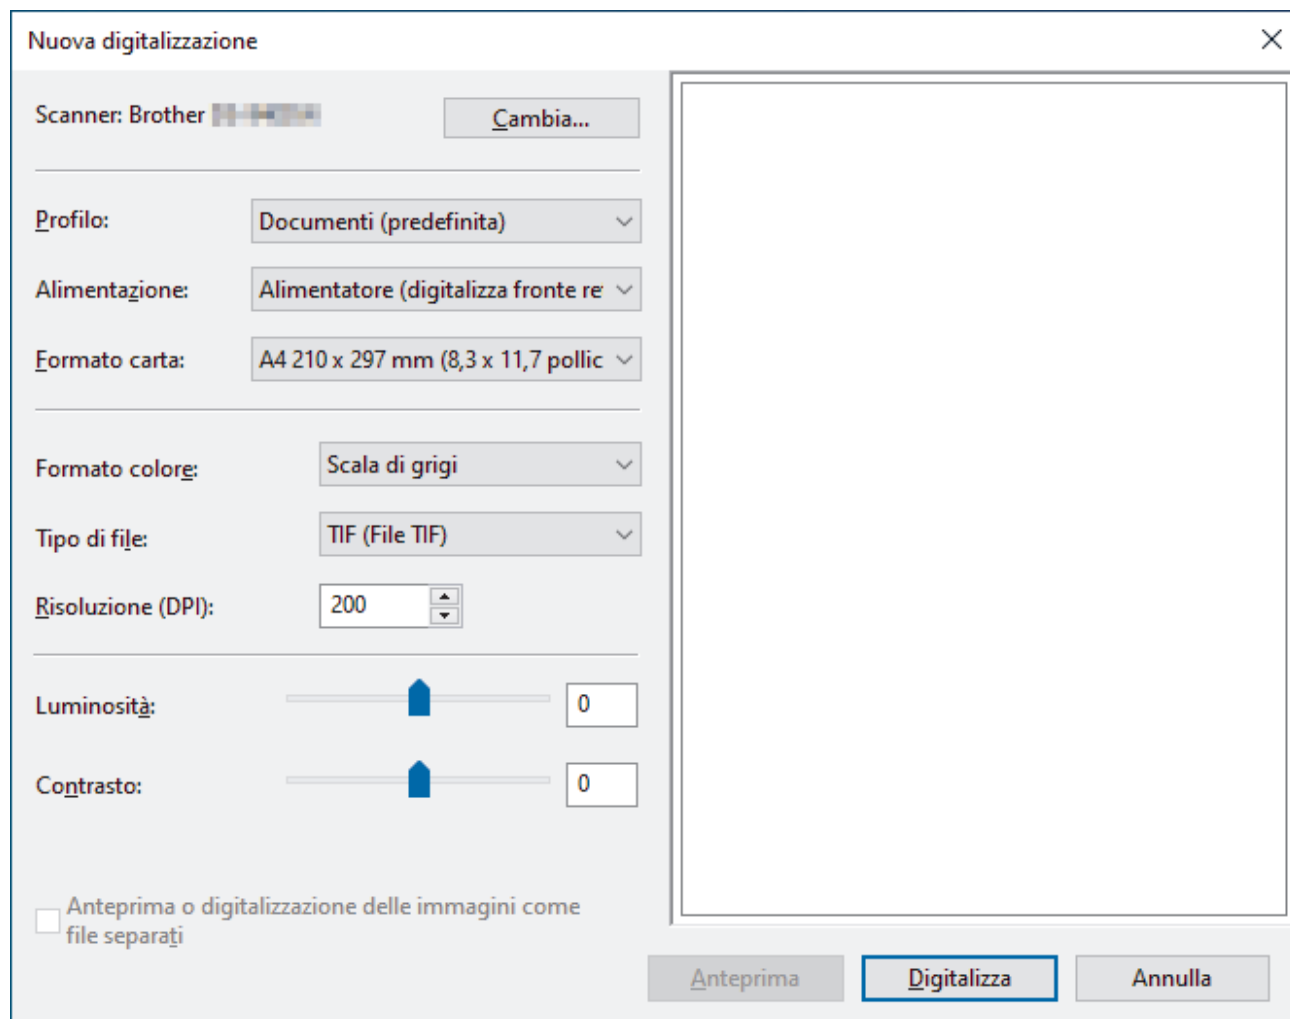 Nuova digitalizzazione
Scanner: Brother
Cambia...
Profilo: Documenti (predefinita)
Alimentazione: Alimentatore (digitalizza fronte re
Formato carta: A4 210 x 297 mm (8,3 x 11,7 pollic
Formato colore: Scala di grigi
Tipo di file: TIF (File TIF)
Risoluzione (DPI): 200
Luminosità: 0
Contrasto: 0
Anteprima o digitalizzazione delle immagini come
file separati
Anteprima Digitalizza Annulla